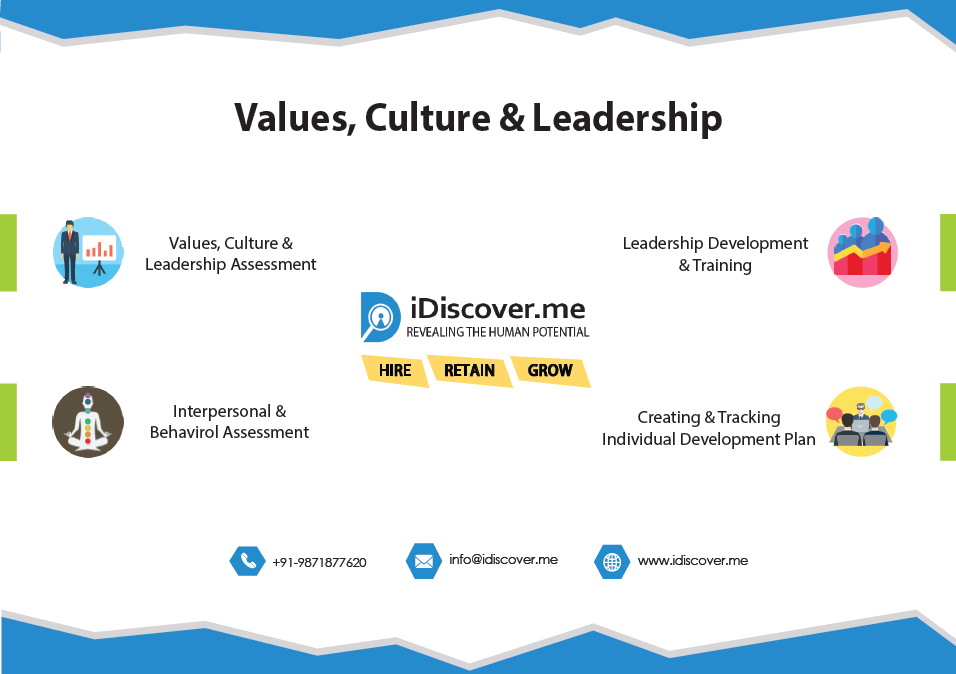 Values, Culture & Leadership
Values, Culture &
Leadership Assessment
Leadership Development
& Training
iDiscover.me
REVEALING THE HUMAN POTENTIAL
HIRE RETAIN GROW
Interpersonal &
Behavirol Assessment
Creating & Tracking
Individual Development Plan
+91-9871877620
info@idiscover.me
www.idiscover.me